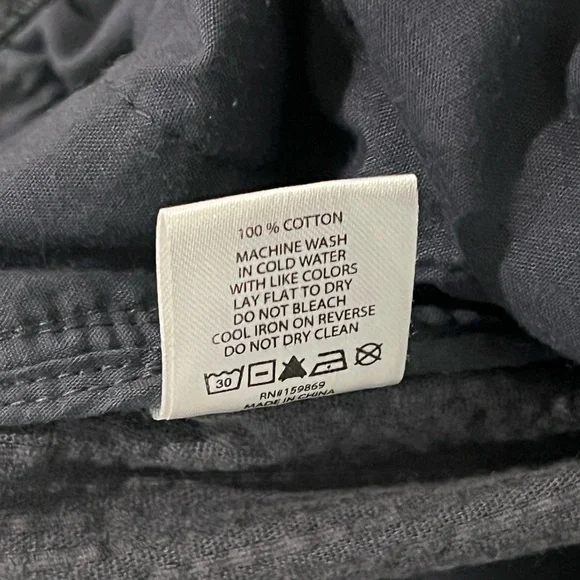 100 % COTTON
MACHINE WASH
IN COLD WATER
WITH LIKE COLORS
LAY FLAT TO DRY
DO NOT BLEACH
COOL IRON ON REVERSE
DO NOT DRY CLEAN
30
RN#159869
MADE IN CHINA